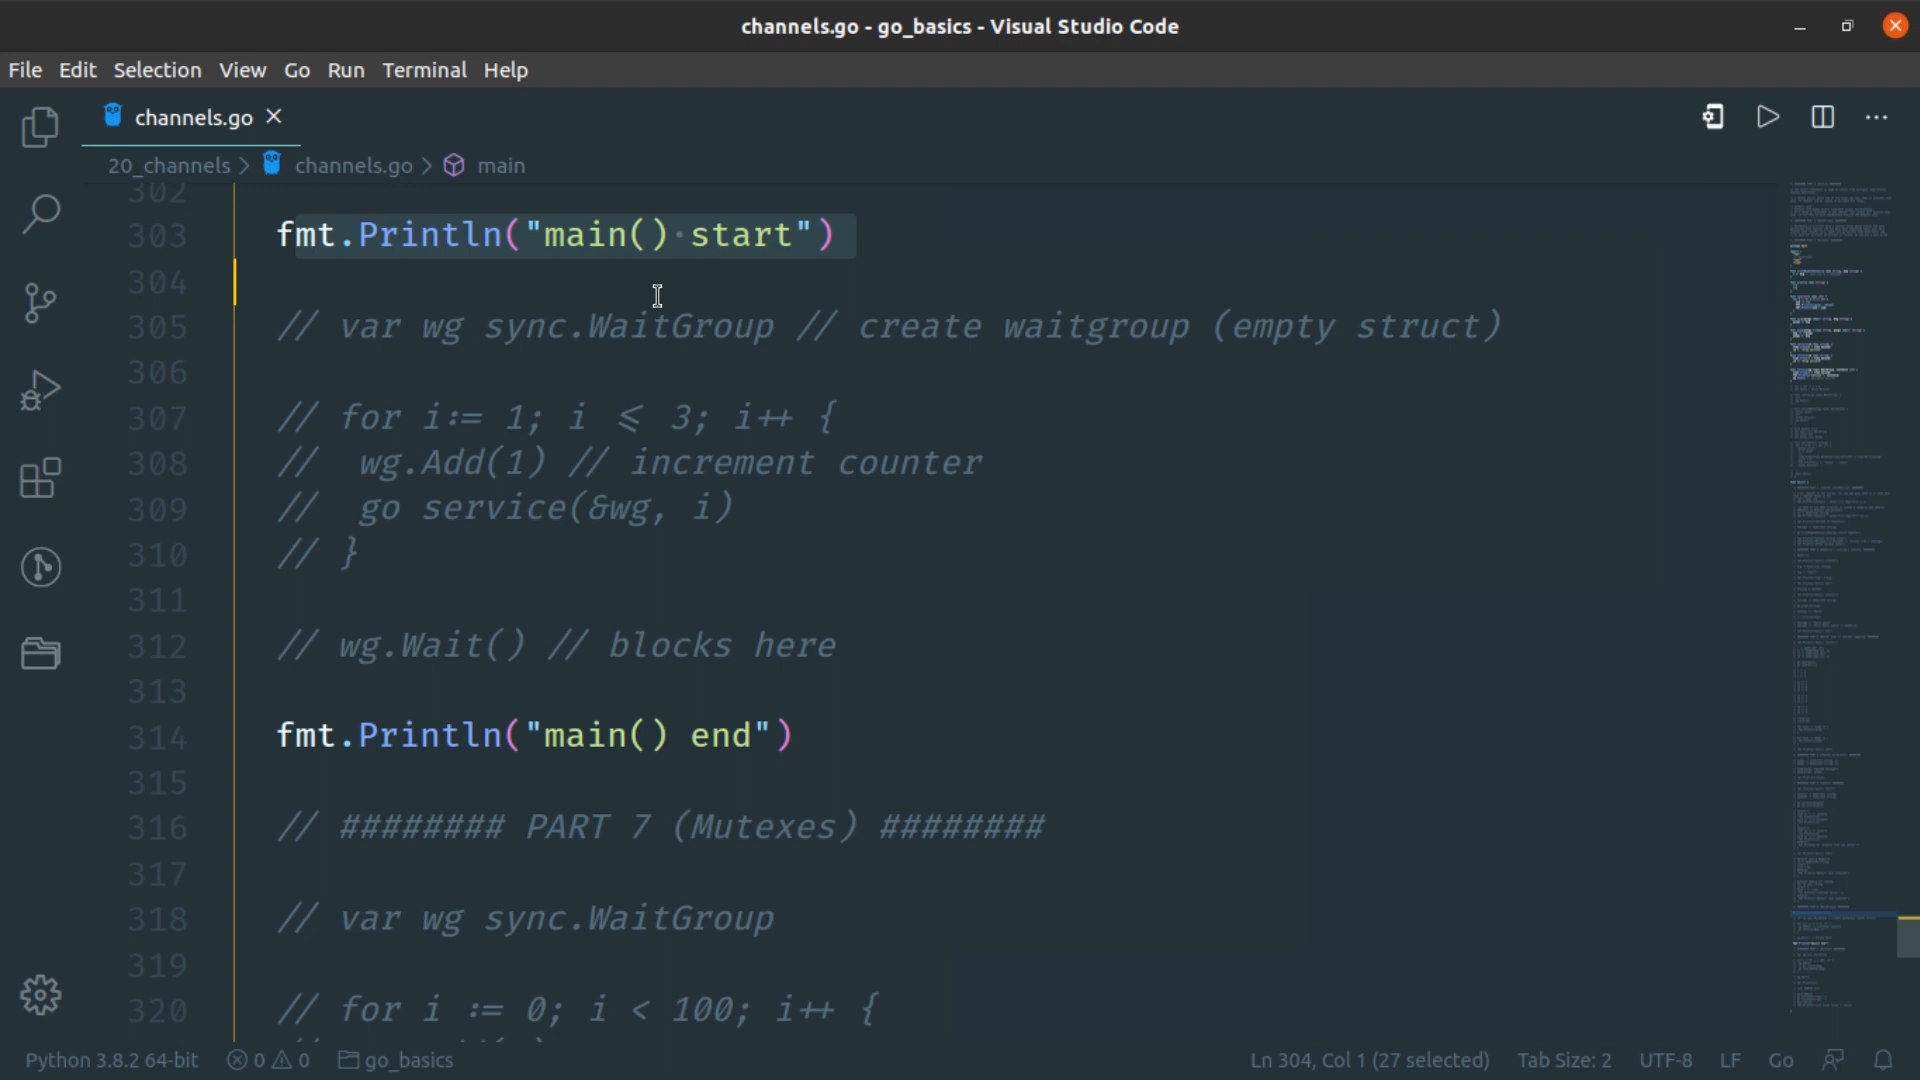 channels.go - go_basics - Visual Studio Code
File Edit Selection View Go Run Terminal Help
channels.go
20_channels > channels.go > main
302
303 fmt.Println("main()·start")
304
305 // var wg sync.WaitGroup // create waitgroup (empty struct)
306
307 // for i:= 1; i <= 3; i++ {
308 //  wg.Add(1) // increment counter
309 //  go service(&wg, i)
310 // }
311
312 // wg.Wait() // blocks here
313
314 fmt.Println("main() end")
315
316 // ######## PART 7 (Mutexes) ########
317
318 // var wg sync.WaitGroup
319
320 // for i := 0; i < 100; i++ {
Python 3.8.2 64-bit 0 0 go_basics Ln 304, Col 1 (27 selected) Tab Size: 2 UTF-8 LF Go